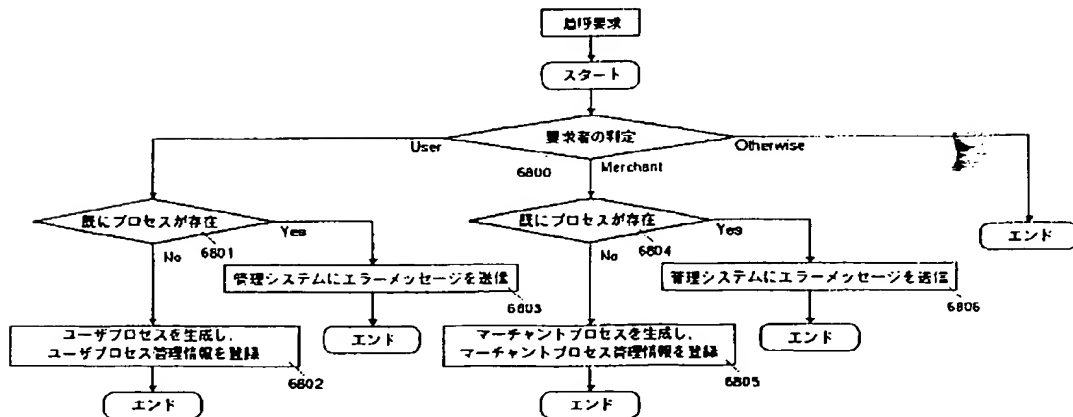 要求
スタート
要求者の判定
User
Otherwise
6800
Merchant
既にプロセスが存在
Yes
6801
No
既にプロセスが存在
Yes
6804
No
エンド
管理システムにエラーメッセージを送信
6803
管理システムにエラーメッセージを送信
6806
ユーザプロセスを生成し、
ユーザプロセス管理情報を登録
6802
エンド
マーチャントプロセスを生成し、
マーチャントプロセス管理情報を登録
6805
エンド
エンド
エンド